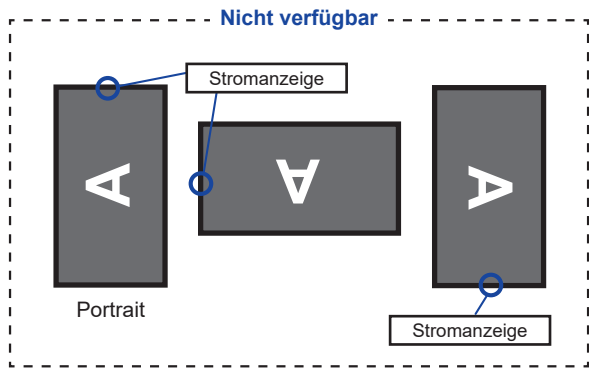 Nicht verfügbar
Stromanzeige
A
A
A
Portrait
Stromanzeige